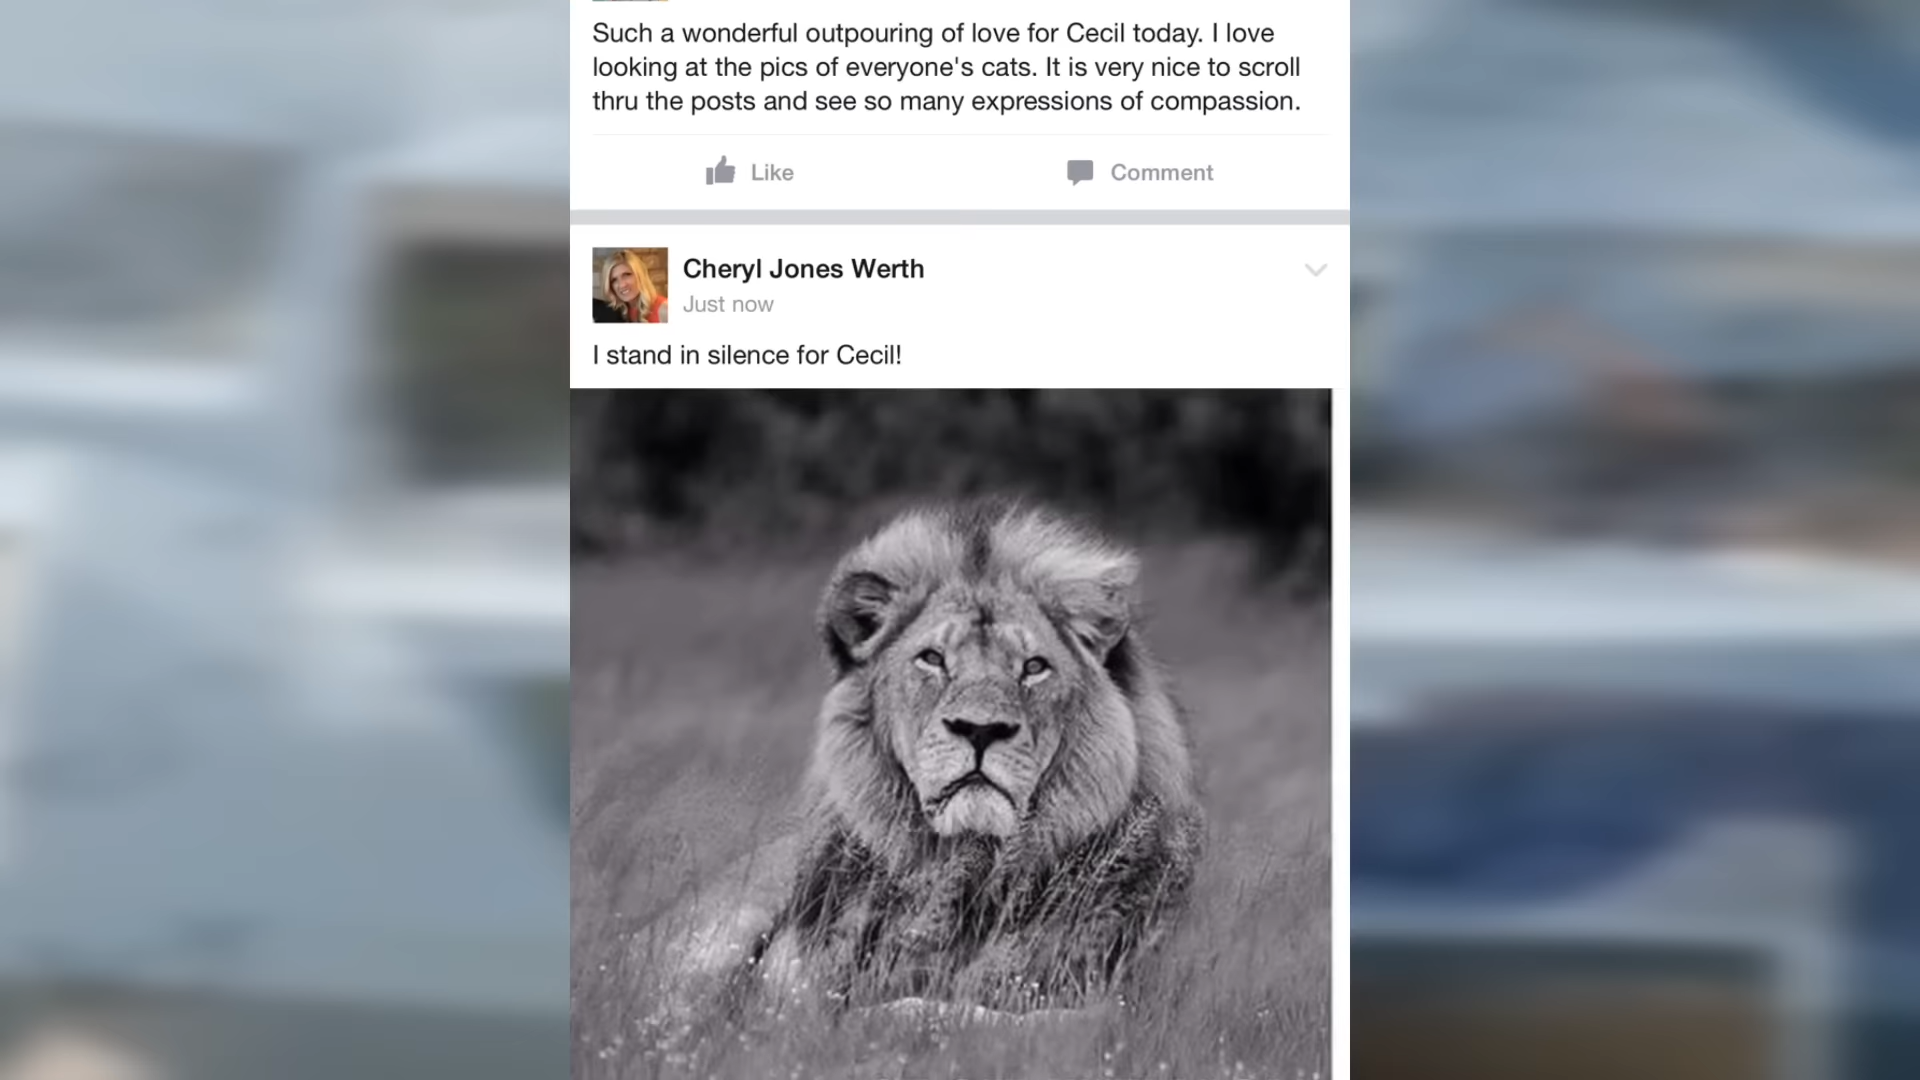 Such a wonderful outpouring of love for Cecil today. I love
looking at the pics of everyone's cats. It is very nice to scroll
thru the posts and see so many expressions of compassion.
Like Comment
Cheryl Jones Werth
Just now
I stand in silence for Cecil!